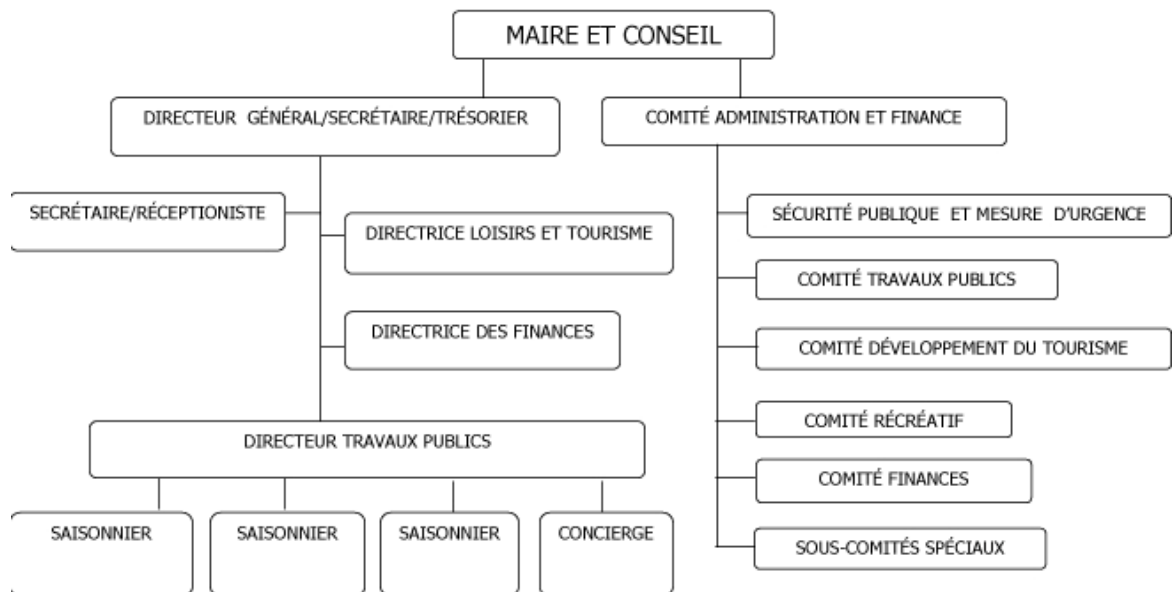 MAIRE ET CONSEIL
DIRECTEUR GÉNÉRAL/SECRÉTAIRE/TRÉSORIER
COMITÉ ADMINISTRATION ET FINANCE
SECRÉTAIRE/RÉCEPTIONISTE
SÉCURITÉ PUBLIQUE ET MESURE D'URGENCE
DIRECTRICE LOISIRS ET TOURISME
COMITÉ TRAVAUX PUBLICS
DIRECTRICE DES FINANCES
COMITÉ DÉVELOPPEMENT DU TOURISME
COMITÉ RÉCRÉATIF
DIRECTEUR TRAVAUX PUBLICS
COMITÉ FINANCES
SAISONNIER
SAISONNIER
SAISONNIER
CONCIERGE
SOUS-COMITÉS SPÉCIAUX